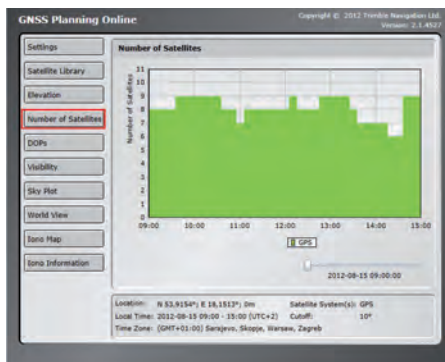 GNSS Planning Online
Copyright © 2012 Trimble Navigation Ltd.
Version: 2.1.4527
Settings
Satellite Library
Elevation
Number of Satellites
DOPs
Visibility
Sky Plot
World View
Iono Map
Iono Information
Number of Satellites
Number of Satellites
11
10
9
8
7
6
5
4
3
2
1
0
09:00 10:00 11:00 12:00 13:00 14:00 15:00
GPS
2012-08-15 09:00:00
Location: N 53,9154°; E 18,1513°; 0m
Satellite System(s): GPS
Local Time: 2012-08-15 09:00 - 15:00 (UTC+2)
Cutoff: 10°
Time Zone: (GMT+01:00) Sarajevo, Skopje, Warsaw, Zagreb